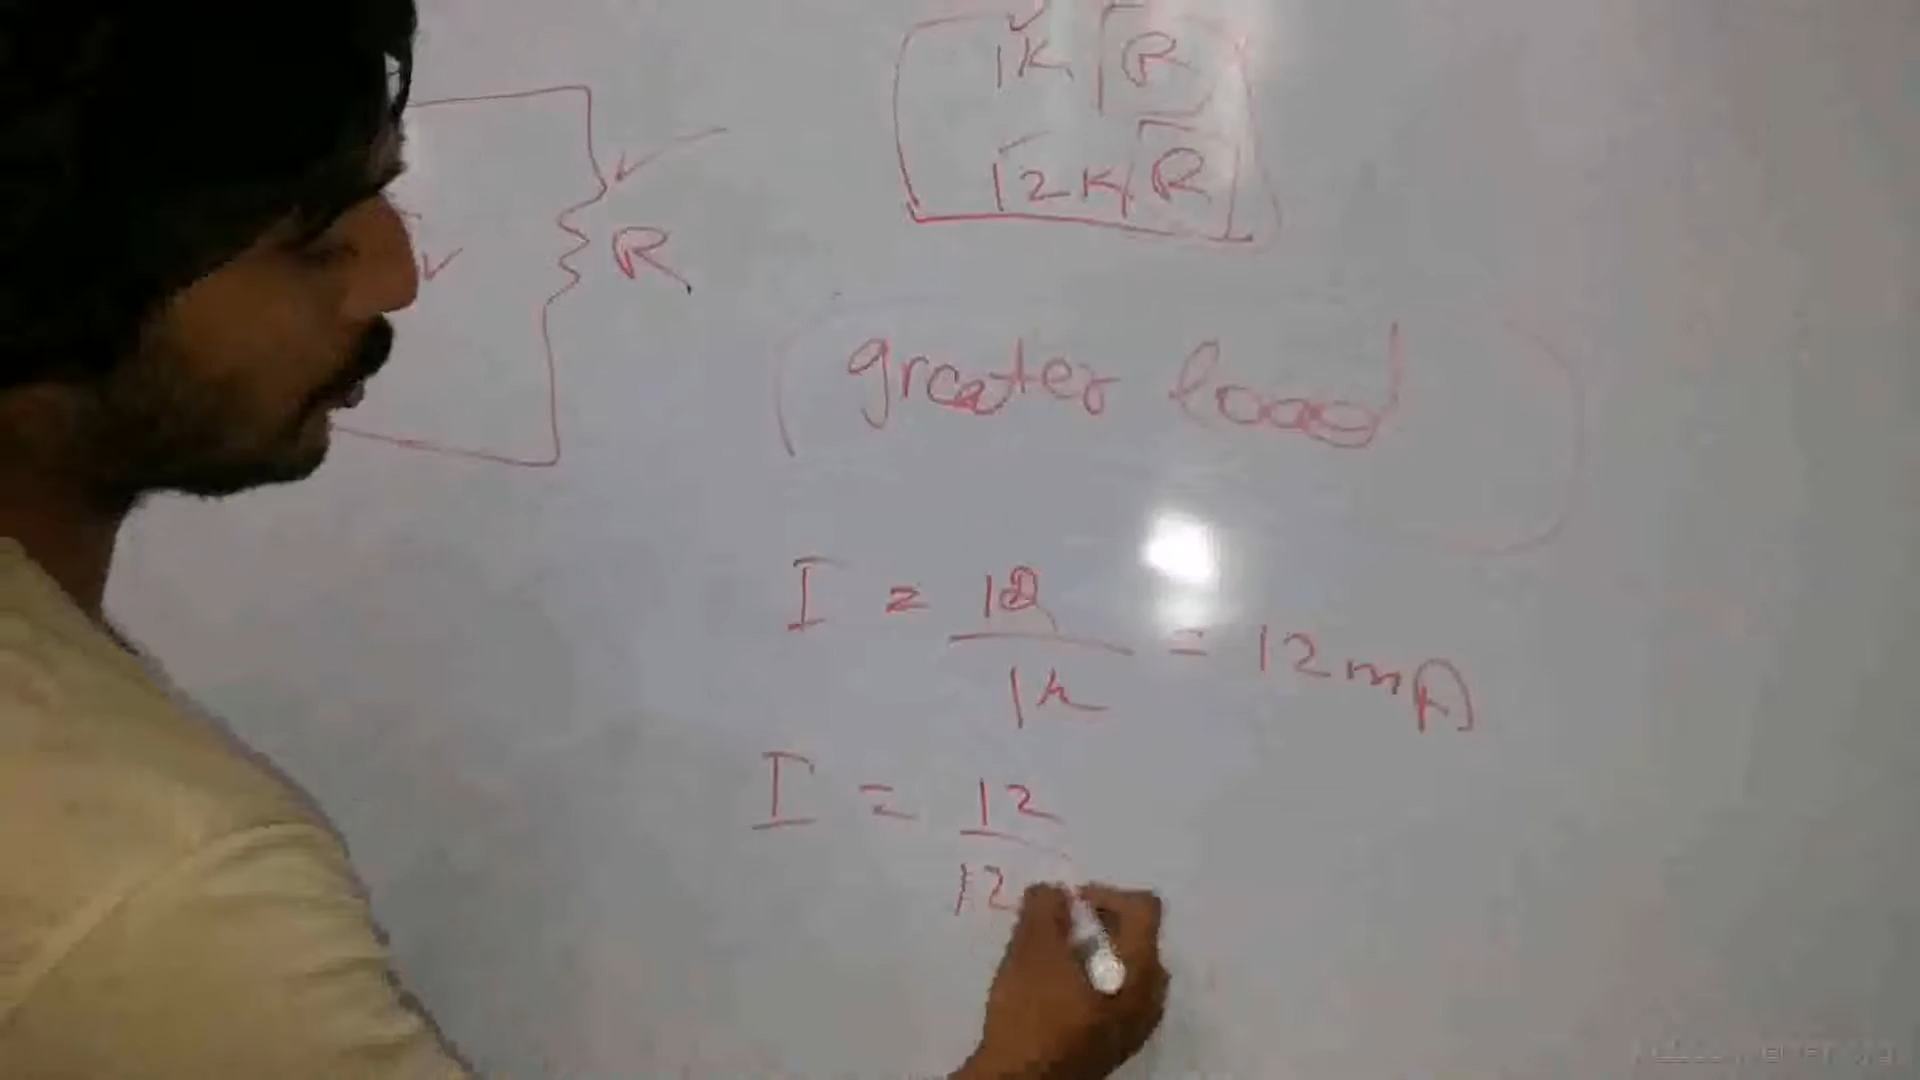 1K R
12K R
R
V
greater load
I = 12
1k
= 12mA
I = 12
12